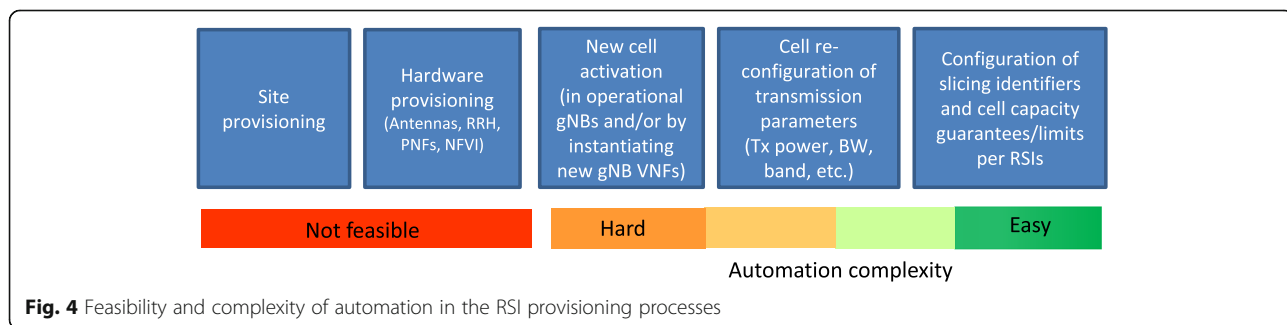 Site
provisioning
Hardware
provisioning
(Antennas, RRH,
PNFs, NFVI)
New cell
activation
(in operational
gNBs and/or by
instantiating
new gNB VNFs)
Cell re-
configuration of
transmission
parameters
(Tx power, BW,
band, etc.)
Configuration of
slicing identifiers
and cell capacity
guarantees/limits
per RSIs
Not feasible
Hard
Easy
Automation complexity
Fig. 4 Feasibility and complexity of automation in the RSI provisioning processes